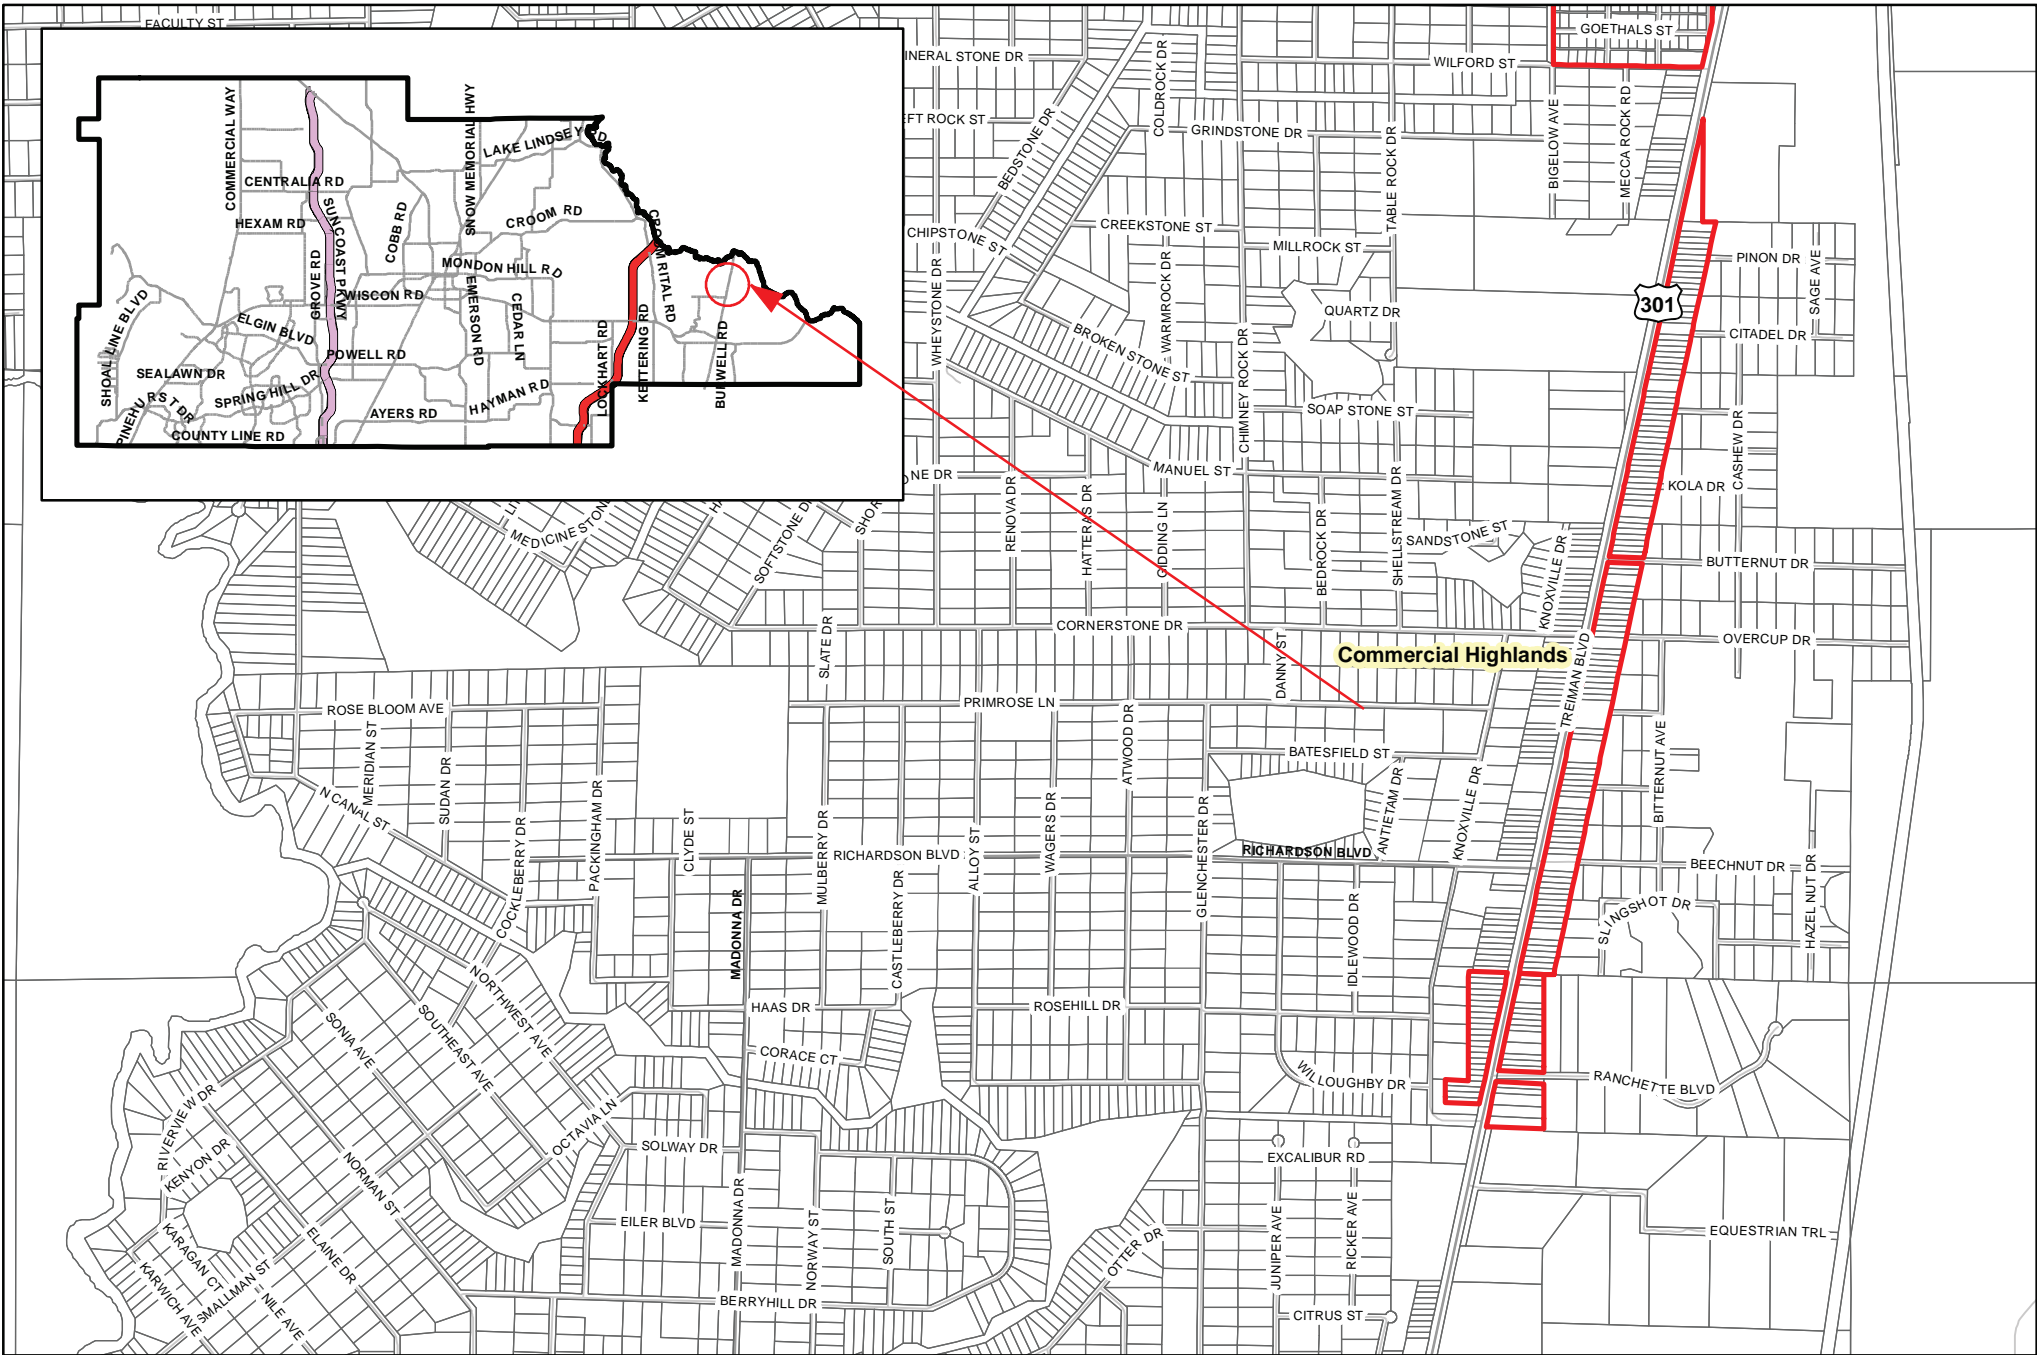 FACULTY ST
GOETHALS ST
INERAL STONE DR
COLDROCK DR
WILFORD ST
BIGELOW AVE
MECCA ROCK RD
EFT ROCK ST
BEDSTONE DR
GRINDSTONE DR
TABLE ROCK DR
CHIPSTONE ST
CREEKSTONE ST
MILLROCK ST
PINON DR
SAGE AVE
WHEYSTONE DR
WARMROCK DR
QUARTZ DR
301
CITADEL DR
BROKEN STONE ST
CHIMNEY ROCK DR
SOAP STONE ST
CASHEW DR
ONE DR
MANUEL ST
KOLA DR
RENOVA DR
HATTERAS DR
GIDDING LN
BEDROCK DR
SHELLSTREAM DR
SANDSTONE ST
KNOXVILLE DR
BUTTERNUT DR
MEDICINE STON
SOFTSTONE D
SHOR
SLATE DR
CORNERSTONE DR
DANNY ST
OVERCUP DR
Commercial Highlands
TREIMAN BLVD
ROSE BLOOM AVE
PRIMROSE LN
MERIDIAN ST
SUDAN DR
ATWOOD DR
BATESFIELD ST
BITTERNUT AVE
N CANAL ST
COCKLEBERRY DR
PACKINGHAM DR
CLYDE ST
MULBERRY DR
RICHARDSON BLVD
ALLOY ST
WAGERS DR
GLENCHESTER DR
RICHARDSON BLVD
ANTIETAM DR
KNOXVILLE DR
BEECHNUT DR
HAZEL NUT DR
SLINGSHOT DR
MADONNA DR
CASTLEBERRY DR
IDLEWOOD DR
NORTHWEST AVE
SOUTHEAST AVE
SONIA AVE
HAAS DR
ROSEHILL DR
CORACE CT
WILLOUGHBY DR
RANCHETTE BLVD
RIVERVIEW DR
KENYON DR
OCTAVIA LN
SOLWAY DR
EXCALIBUR RD
NORMAN ST
MADONNA DR
EILER BLVD
NORWAY ST
SOUTH ST
OTTER DR
JUNIPER AVE
RICKER AVE
EQUESTRIAN TRL
KARAGAN CT
KARWICH AVE
SMALLMAN ST
NILE AVE
ELAINE DR
BERRYHILL DR
CITRUS ST
COMMERCIAL WAY
SNOW MEMORIAL HWY
LAKE LINDSEY RD
CENTRALIA RD
HEXAM RD
SUNCOAST PKWY
COBB RD
CROOM RD
CROOM RITAL RD
GROVE RD
MONDON HILL RD
WISCON RD
EMERSON RD
CEDAR LN
SHOAL LINE BLVD
ELGIN BLVD
POWELL RD
LOCKHART RD
KETTERING RD
BURWELL RD
SEALAWN DR
SPRING HILL DR
PINEHURST DR
AYERS RD
HAYMAN RD
COUNTY LINE RD